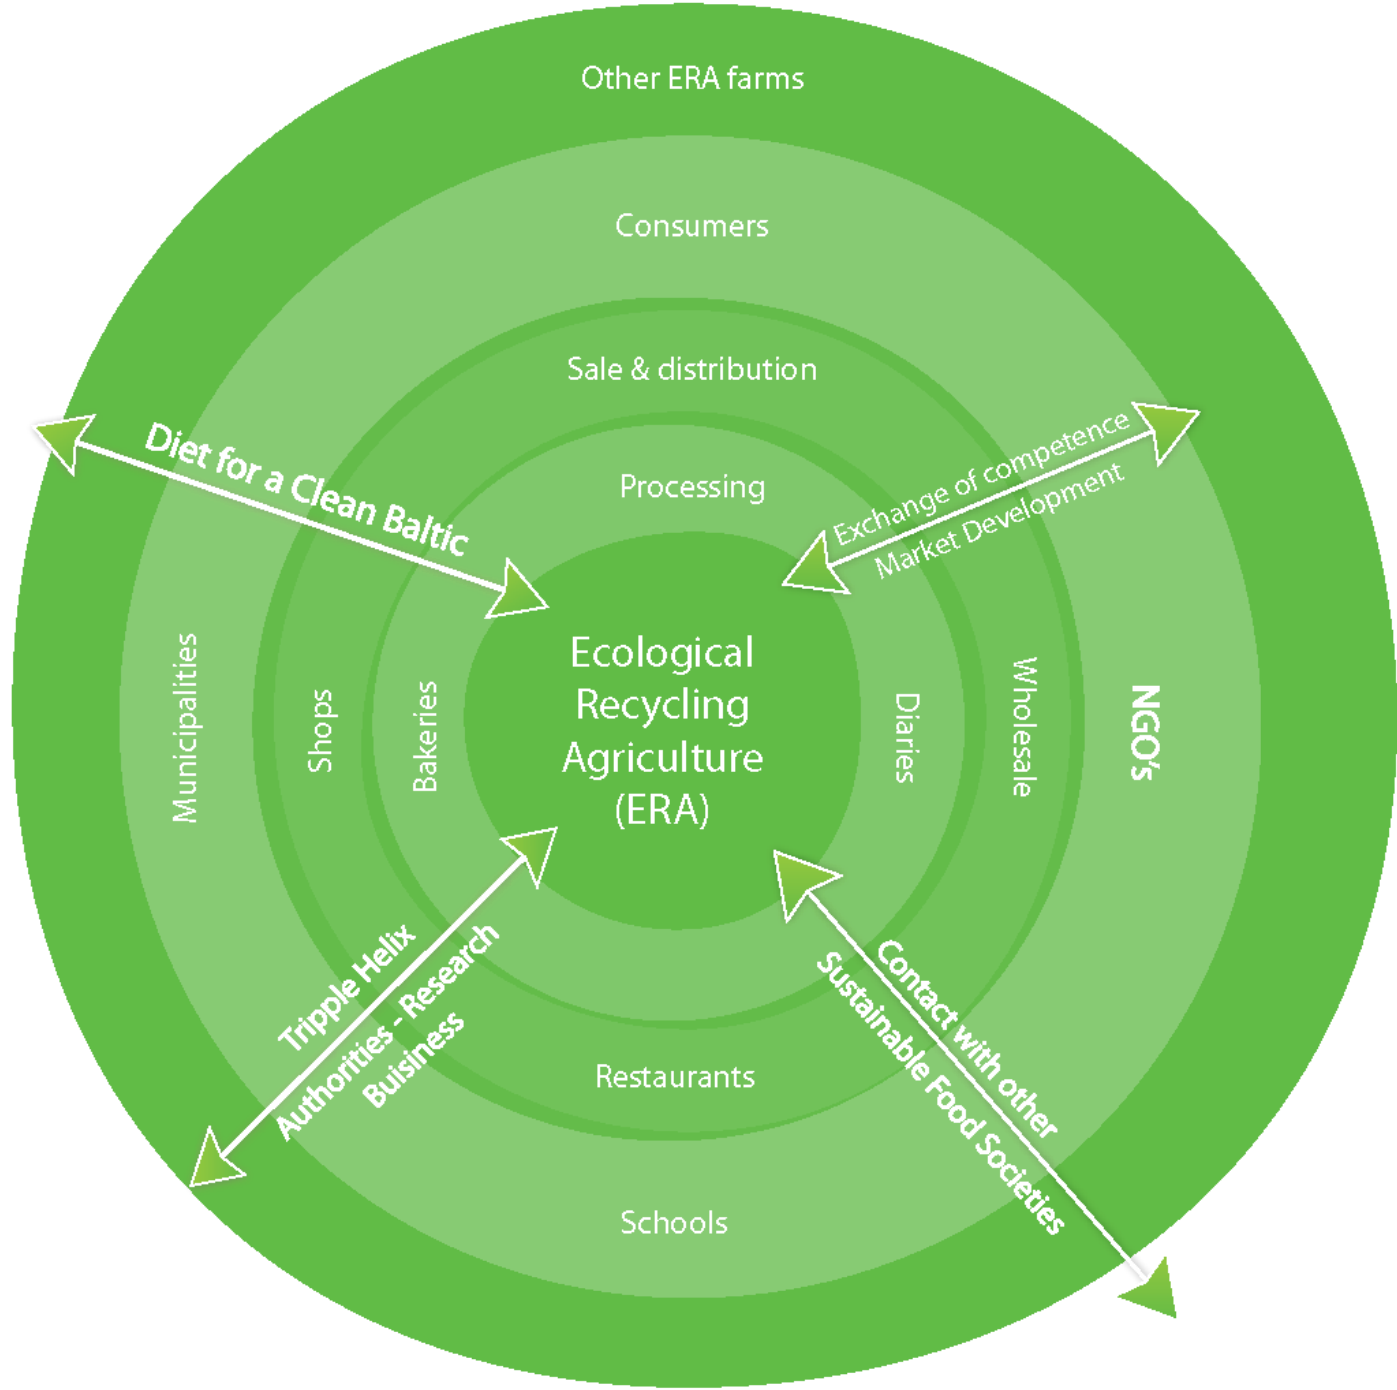 Other ERA farms
Consumers
Sale & distribution
Processing
Diet for a Clean Baltic
Exchange of competence
Market Development
Municipalities
Shops
Bakeries
Ecological
Recycling
Agriculture
(ERA)
Diaries
Wholesale
NGO's
Tripple Helix
Authorities - Research
Buisiness
Contact with other
Sustainable Food Societies
Restaurants
Schools